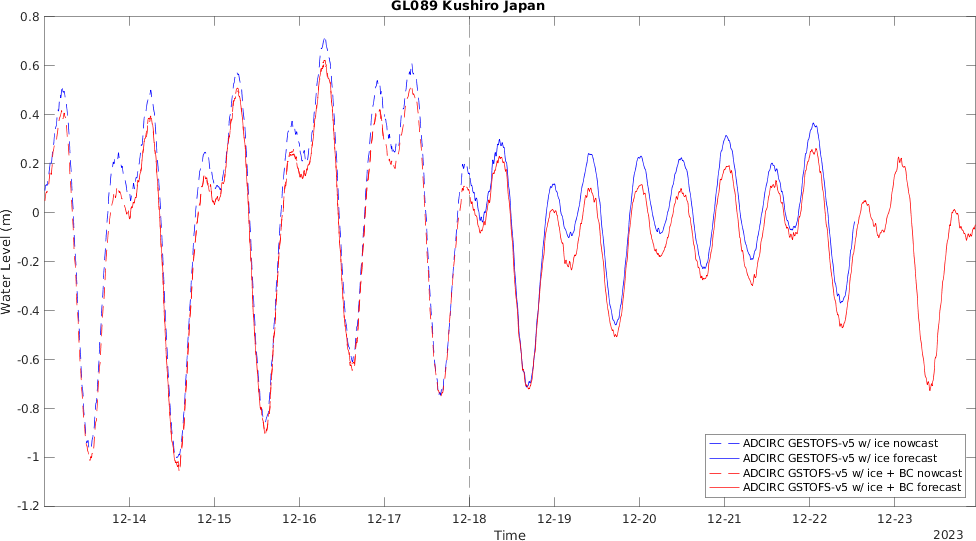 GL089 Kushiro Japan
0.8
0.6
0.4
0.2
0
-0.2
-0.4
-0.6
-0.8
-1
-1.2
Water Level (m)
ADCIRC GESTOFS-v5 w/ ice nowcast
ADCIRC GESTOFS-v5 w/ ice forecast
ADCIRC GSTOFS-v5 w/ ice + BC nowcast
ADCIRC GSTOFS-v5 w/ ice + BC forecast
12-14 12-15 12-16 12-17 12-18 12-19 12-20 12-21 12-22 12-23
Time
2023